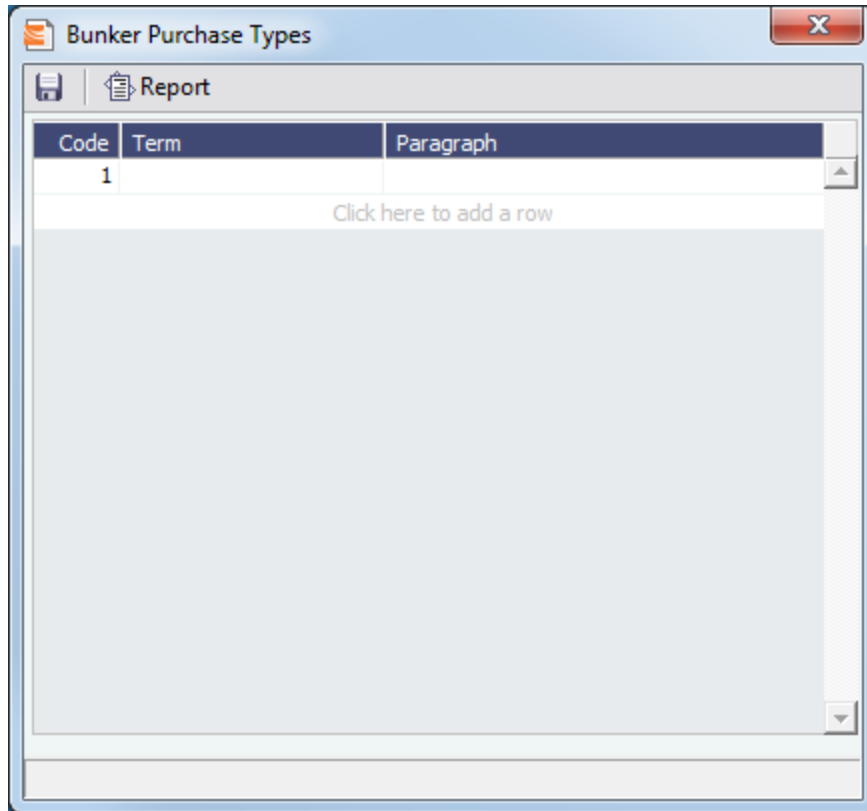 Bunker Purchase Types
Report
Code Term Paragraph
1
Click here to add a row